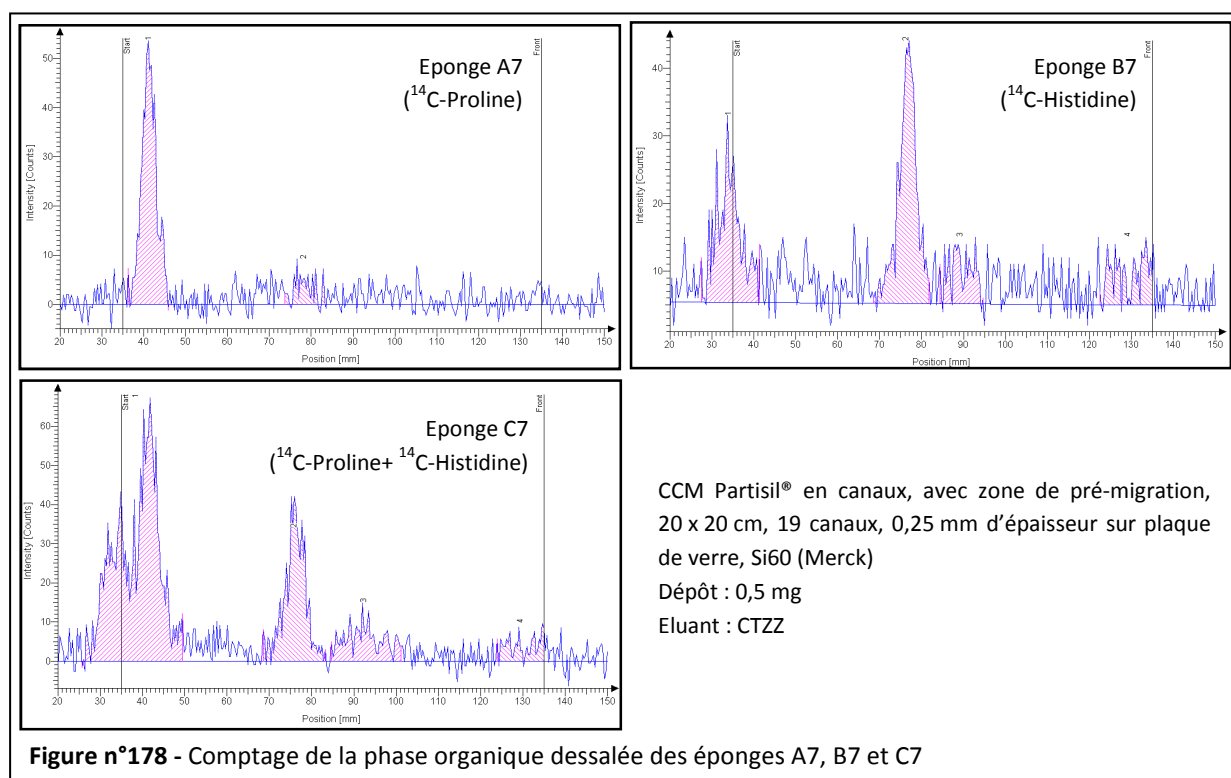 Eponge A7
(14C-Proline)
Start
Front
1
2
50
40
30
20
10
0
Intensity [Counts]
20 30 40 50 60 70 80 90 100 110 120 130 140 150
Position [mm]
Eponge B7
(14C-Histidine)
Start
Front
1
2
3
4
40
30
20
10
Intensity [Counts]
20 30 40 50 60 70 80 90 100 110 120 130 140 150
Position [mm]
Eponge C7
(14C-Proline+ 14C-Histidine)
Start
Front
1
2
3
4
60
50
40
30
20
10
0
Intensity [Counts]
20 30 40 50 60 70 80 90 100 110 120 130 140 150
Position [mm]
CCM Partisil® en canaux, avec zone de pré-migration,
20 x 20 cm, 19 canaux, 0,25 mm d'épaisseur sur plaque
de verre, Si60 (Merck)
Dépôt : 0,5 mg
Eluant : CTZZ
Figure n°178 - Comptage de la phase organique dessalée des éponges A7, B7 et C7